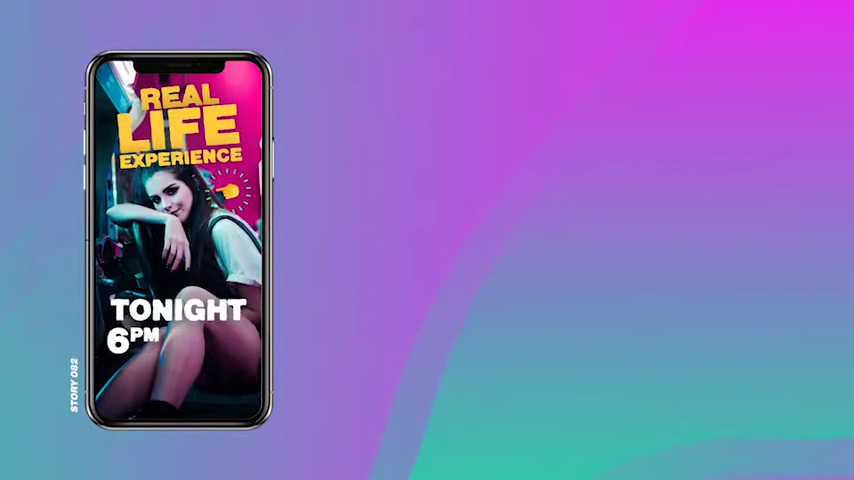 REAL
LIFE
EXPERIENCE
TONIGHT
6PM
STORY 082